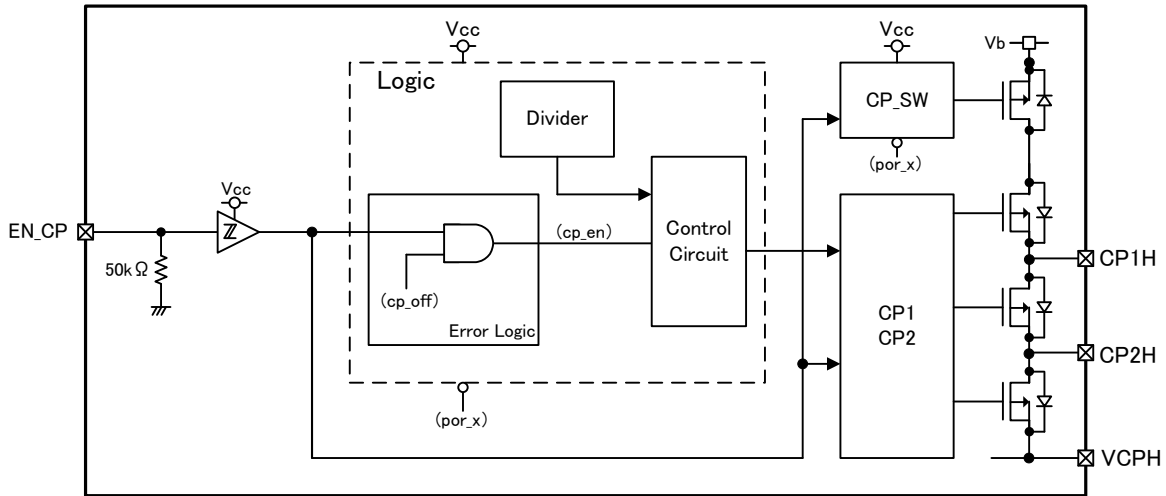 Vcc
Vcc
Vb
Logic
CP_SW
Divider
(por_x)
Vcc
EN_CP
(cp_en)
Control
Circuit
CP1H
50kΩ
(cp_off)
Error Logic
CP1
CP2
CP2H
(por_x)
VCPH